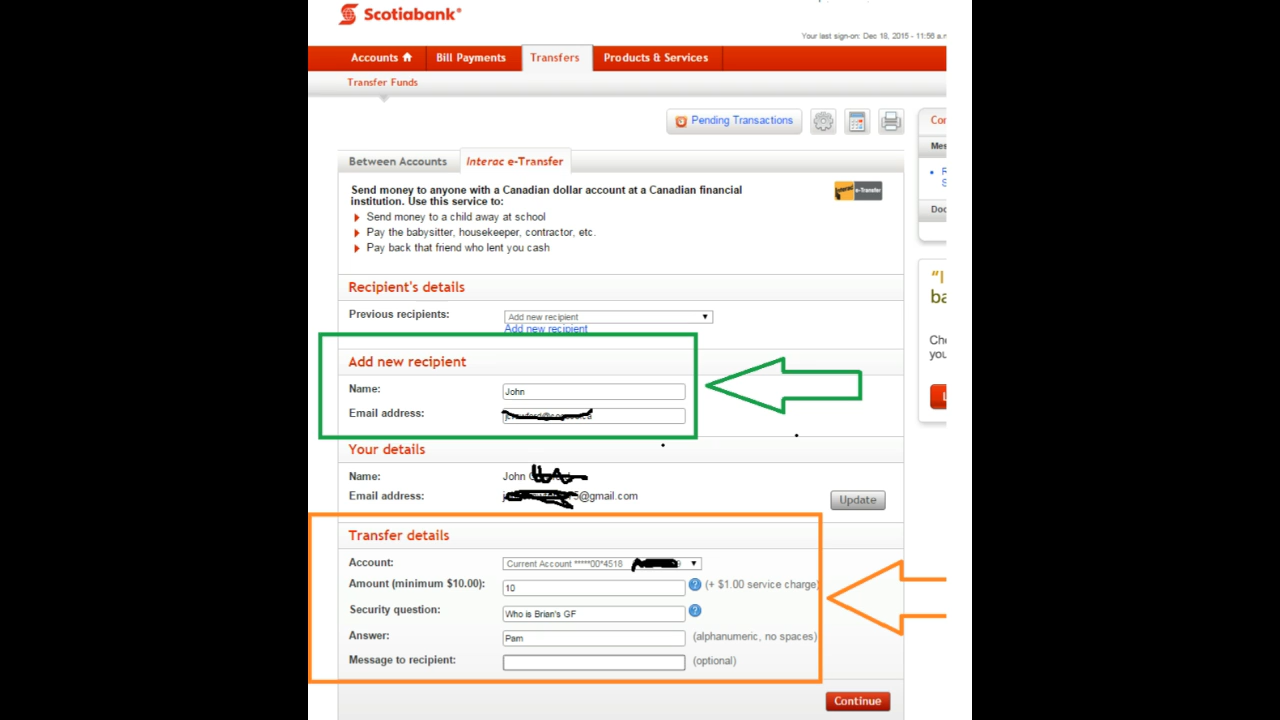 Scotiabank®
Your last sign-on: Dec 18, 2015 - 11:56
Accounts Bill Payments Transfers Products & Services
Transfer Funds
Pending Transactions
Between Accounts Interac e-Transfer
Send money to anyone with a Canadian dollar account at a Canadian financial
institution. Use this service to:
Interac e-Transfer
Send money to a child away at school
Pay the babysitter, housekeeper, contractor, etc.
Pay back that friend who lent you cash
Recipient's details
Previous recipients: Add new recipient
Add new recipient
Add new recipient
Name: John
Email address:
Your details
Name: John
Email address: @gmail.com
Update
Transfer details
Account: Current Account *****00*4518
Amount (minimum $10.00): 10 ? (+ $1.00 service charge)
Security question: Who is Brian's GF ?
Answer: Pam (alphanumeric, no spaces)
Message to recipient: (optional)
Continue